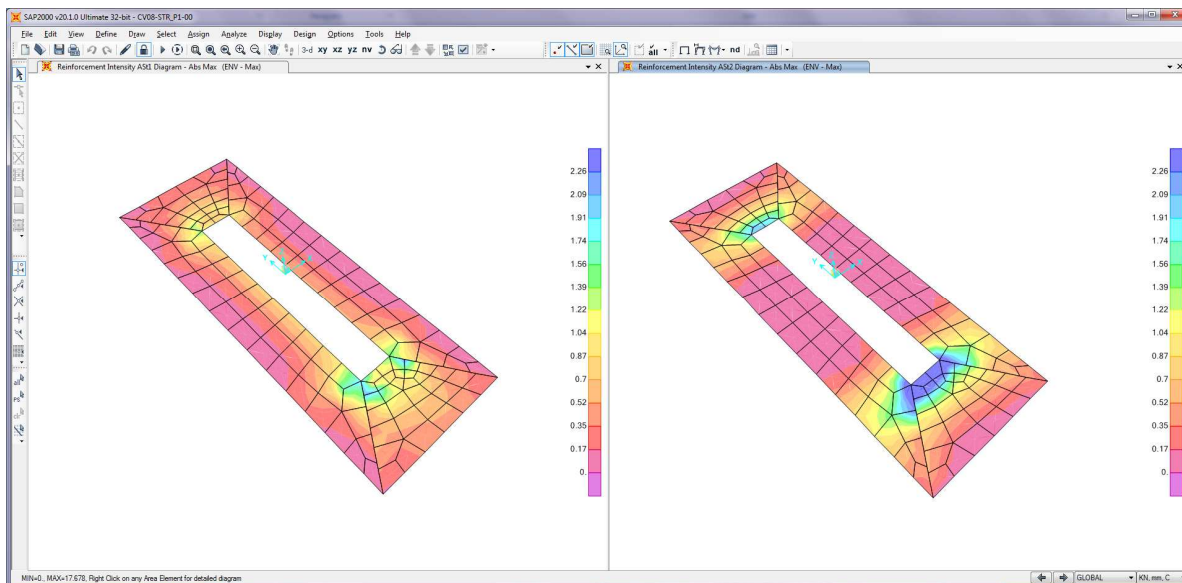 SAP2000 v20.1.0 Ultimate 32-bit - CV08-STR_P1-00
File Edit View Define Draw Select Assign Analyze Display Design Options Tools Help
3-d xy xz yz nv all nd
Reinforcement Intensity ASt1 Diagram - Abs Max (ENV - Max)
2.26
2.09
1.91
1.74
1.56
1.39
1.22
1.04
0.87
0.7
0.52
0.35
0.17
0.
Y
Reinforcement Intensity ASt2 Diagram - Abs Max (ENV - Max)
2.26
2.09
1.91
1.74
1.56
1.39
1.22
1.04
0.87
0.7
0.52
0.35
0.17
0.
Y
all
PS
clr
MIN=0., MAX=17.678, Right Click on any Area Element for detailed diagram
GLOBAL
KN, mm, C